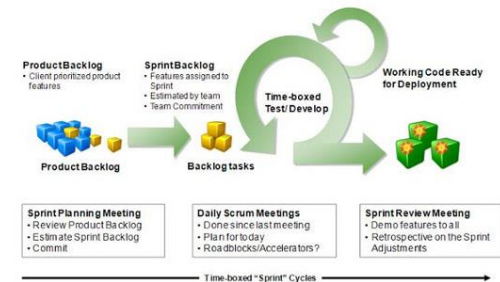 Product Backlog
• Client prioritized product
features
Sprint Backlog
• Features assigned to
Sprint
• Estimated by team
• Team Commitment
Time-boxed
Test/Develop
Working Code Ready
for Deployment
Product Backlog
Backlog tasks
Sprint Planning Meeting
• Review Product Backlog
• Estimate Sprint Backlog
• Commit
Daily Scrum Meetings
• Done since last meeting
• Plan for today
• Roadblocks/Accelerators?
Sprint Review Meeting
• Demo features to all
• Retrospective on the Sprint
Adjustments
Time-boxed "Sprint" Cycles